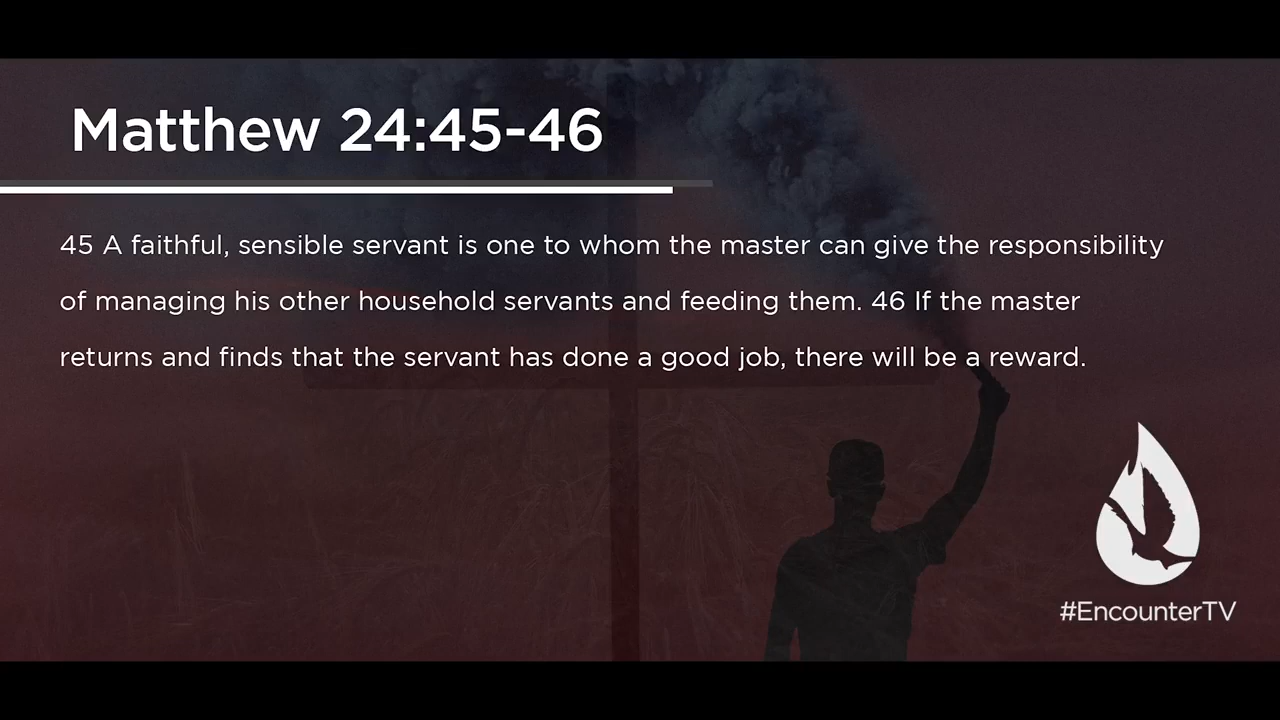 Matthew 24:45-46
45 A faithful, sensible servant is one to whom the master can give the responsibility
of managing his other household servants and feeding them. 46 If the master
returns and finds that the servant has done a good job, there will be a reward.
#EncounterTV